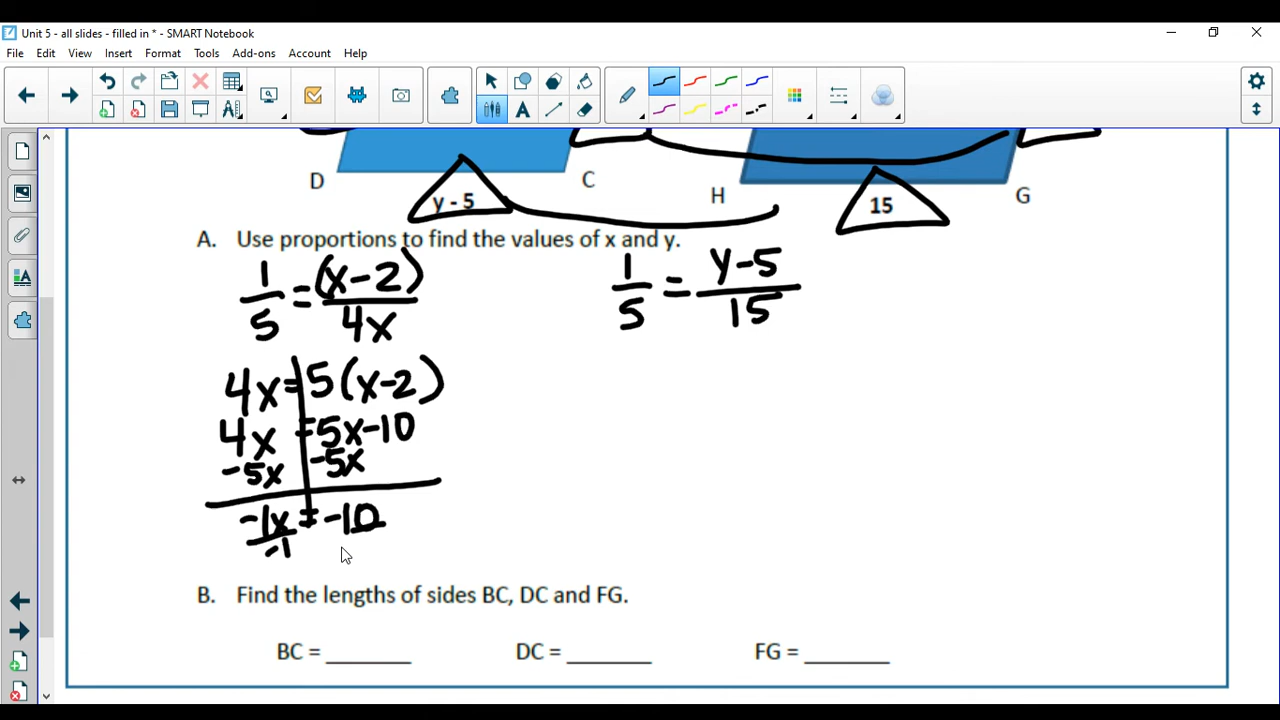 Unit 5 - all slides - filled in * - SMART Notebook
File Edit View Insert Format Tools Add-ons Account Help
D C H G
y - 5 15
A. Use proportions to find the values of x and y.
1/5 = (x-2)/4x
1/5 = y-5/15
4x = 5(x-2)
4x = 5x-10
-5x -5x
-1x = -10
-1
B. Find the lengths of sides BC, DC and FG.
BC = _______ DC = _______ FG = _______